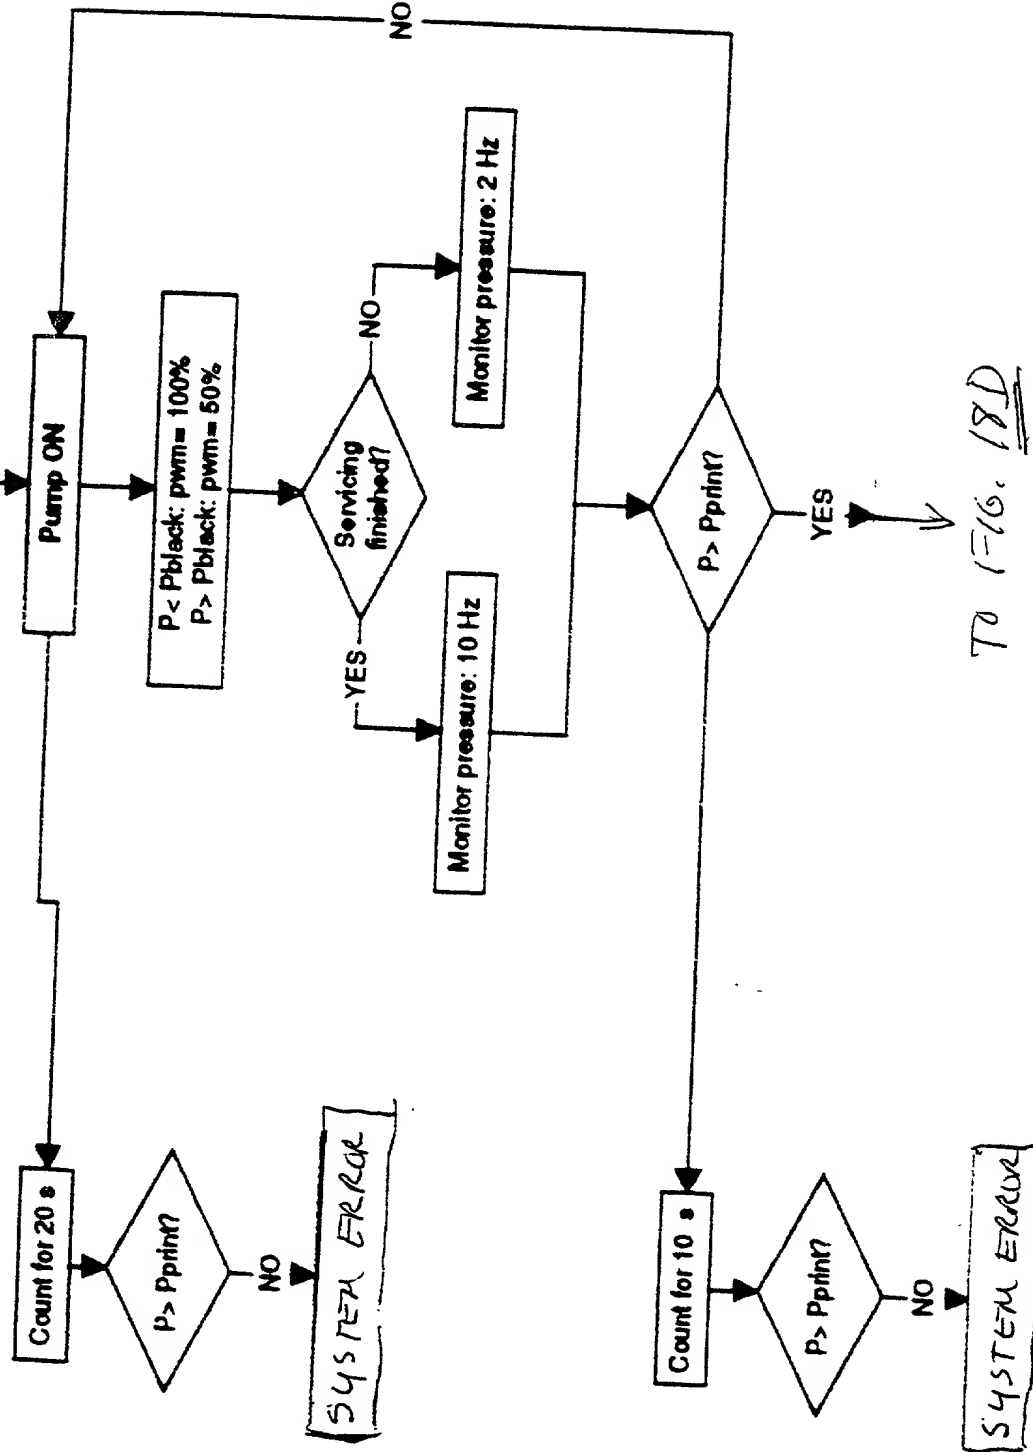 NO
Pump ON
P< Pblack: pwm= 100%
P> Pblack: pwm= 50%
Servicing
finished?
YES
NO
Monitor pressure: 10 Hz
Monitor pressure: 2 Hz
P> Pprint?
YES
TO FIG. 18D
Count for 20 s
P> Pprint?
NO
SYSTEM ERROR
Count for 10 s
P> Pprint?
NO
SYSTEM ERROR